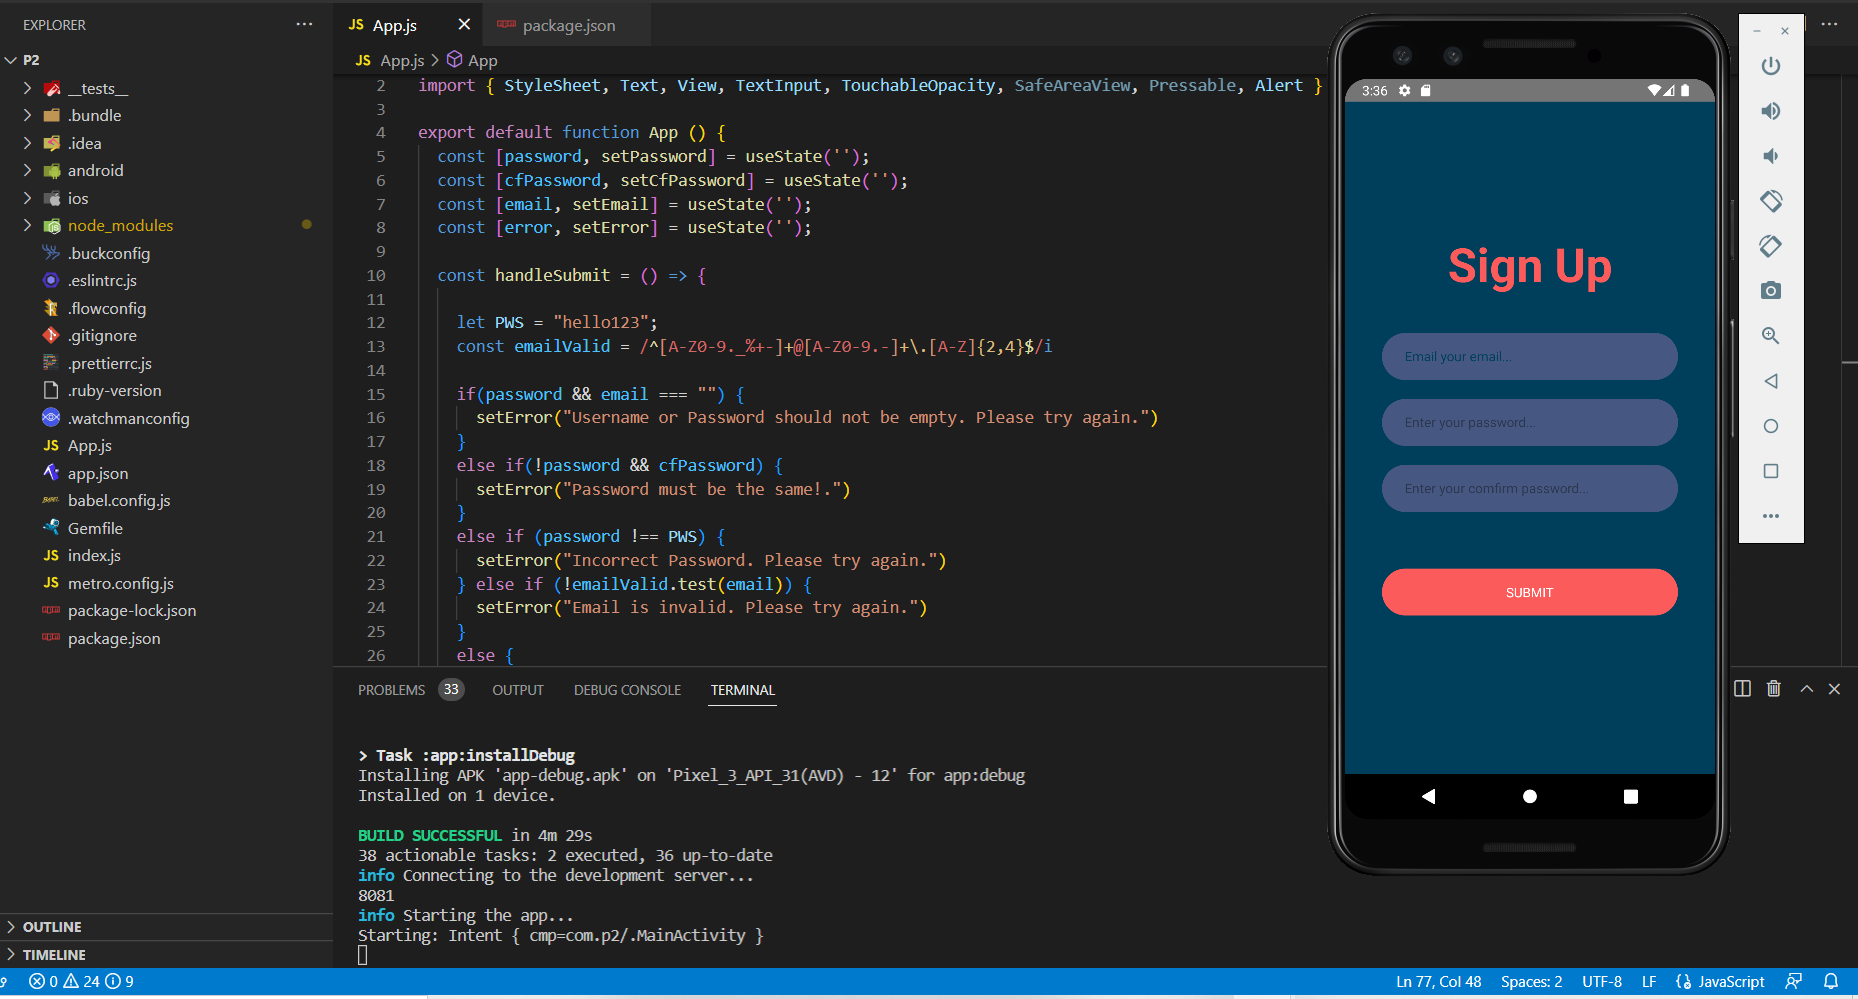 EXPLORER
P2
__tests__
.bundle
.idea
android
ios
node_modules
.buckconfig
.eslintrc.js
.flowconfig
.gitignore
.prettierrc.js
.ruby-version
.watchmanconfig
JS App.js
app.json
babel.config.js
Gemfile
JS index.js
JS metro.config.js
package-lock.json
package.json
OUTLINE
TIMELINE
JS App.js
package.json
JS App.js > App
2 import { StyleSheet, Text, View, TextInput, TouchableOpacity, SafeAreaView, Pressable, Alert }
3
4 export default function App () {
5 const [password, setPassword] = useState('');
6 const [cfPassword, setCfPassword] = useState('');
7 const [email, setEmail] = useState('');
8 const [error, setError] = useState('');
9
10 const handleSubmit = () => {
11
12 let PWS = "hello123";
13 const emailValid = /^[A-Z0-9._%+-]+@[A-Z0-9.-]+\.[A-Z]{2,4}$/i
14
15 if(password && email === "") {
16 setError("Username or Password should not be empty. Please try again.")
17 }
18 else if(!password && cfPassword) {
19 setError("Password must be the same!.")
20 }
21 else if (password !== PWS) {
22 setError("Incorrect Password. Please try again.")
23 } else if (!emailValid.test(email)) {
24 setError("Email is invalid. Please try again.")
25 }
26 else {
PROBLEMS 33 OUTPUT DEBUG CONSOLE TERMINAL
> Task :app:installDebug
Installing APK 'app-debug.apk' on 'Pixel_3_API_31(AVD) - 12' for app:debug
Installed on 1 device.
BUILD SUCCESSFUL in 4m 29s
38 actionable tasks: 2 executed, 36 up-to-date
info Connecting to the development server...
8081
info Starting the app...
Starting: Intent { cmp=com.p2/.MainActivity }
3:36
Sign Up
Email your email...
Enter your password...
Enter your comfirm password...
SUBMIT
0 24 9
Ln 77, Col 48 Spaces: 2 UTF-8 LF JavaScript